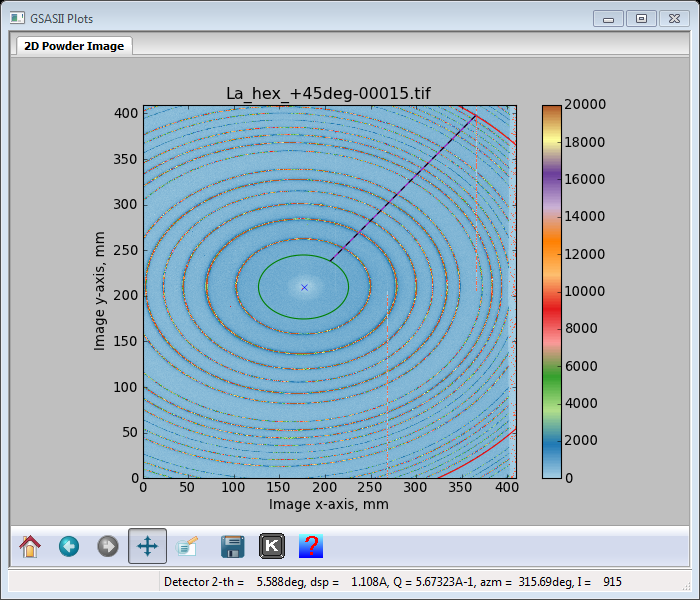 GSASII Plots
2D Powder Image
La_hex_+45deg-00015.tif
400
350
300
250
200
150
100
50
0
Image y-axis, mm
0 50 100 150 200 250 300 350 400
Image x-axis, mm
20000
18000
16000
14000
12000
10000
8000
6000
4000
2000
0
K ?
Detector 2-th = 5.588deg, dsp = 1.108A, Q = 5.67323A-1, azm = 315.69deg, I = 915